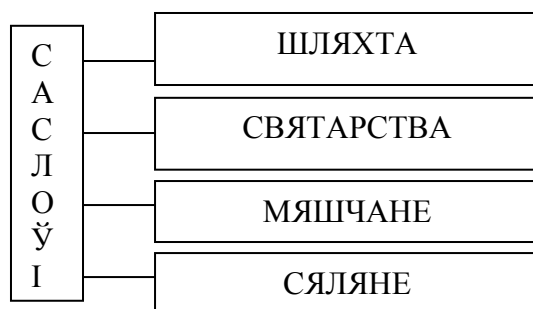 САСЛОЎІ
ШЛЯХТА
СВЯТАРСТВА
МЯШЧАНЕ
СЯЛЯНЕ